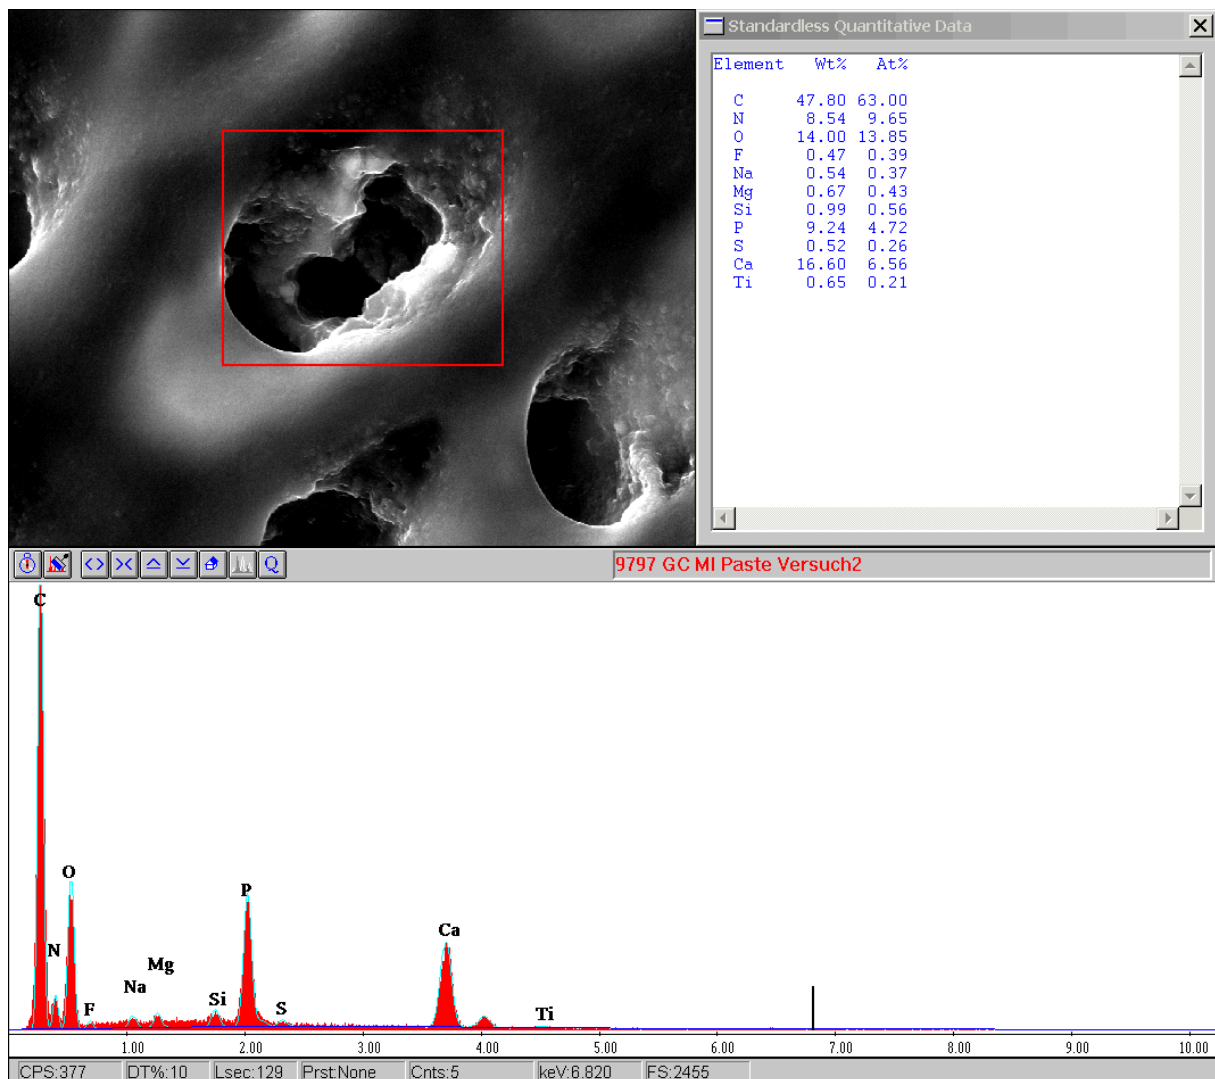 Standardless Quantitative Data
Element Wt% At%
C 47.80 63.00
N 8.54 9.65
O 14.00 13.85
F 0.47 0.39
Na 0.54 0.37
Mg 0.67 0.43
Si 0.99 0.56
P 9.24 4.72
S 0.52 0.26
Ca 16.60 6.56
Ti 0.65 0.21
Q
9797 GC MI Paste Versuch2
C
O
N
F
Na
Mg
Si
P
S
Ca
Ti
1.00 2.00 3.00 4.00 5.00 6.00 7.00 8.00 9.00 10.00
CPS:377 DT%:10 Lsec:129 Prst:None Cnts:5 keV:6.820 FS:2455